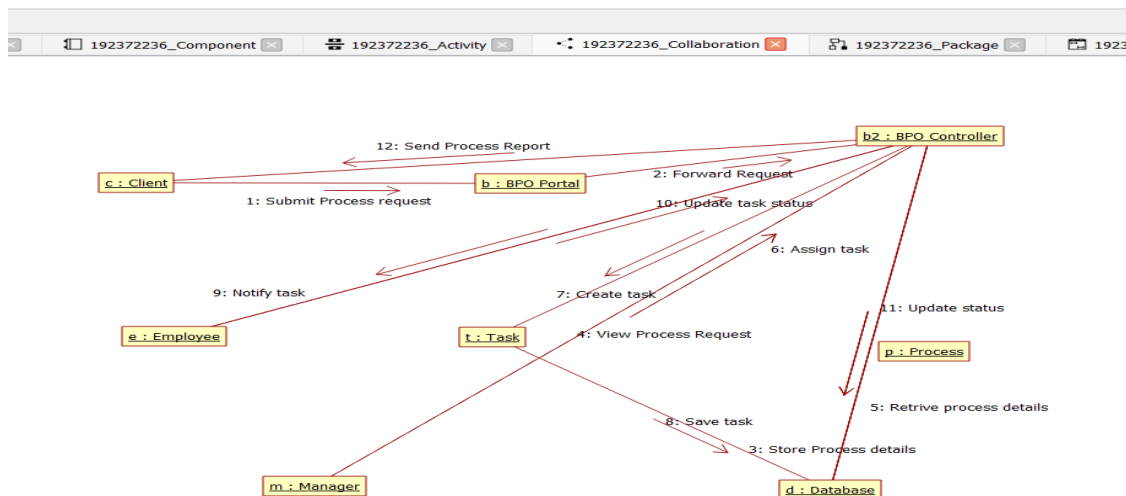 192372236_Component
192372236_Activity
192372236_Collaboration
192372236_Package
1923
b2 : BPO Controller
12: Send Process Report
c : Client
b : BPO Portal
2: Forward Request
1: Submit Process request
10: Update task status
6: Assign task
9: Notify task
7: Create task
11: Update status
e : Employee
t : Task
4: View Process Request
p : Process
5: Retrive process details
8: Save task
3: Store Process details
m : Manager
d : Database